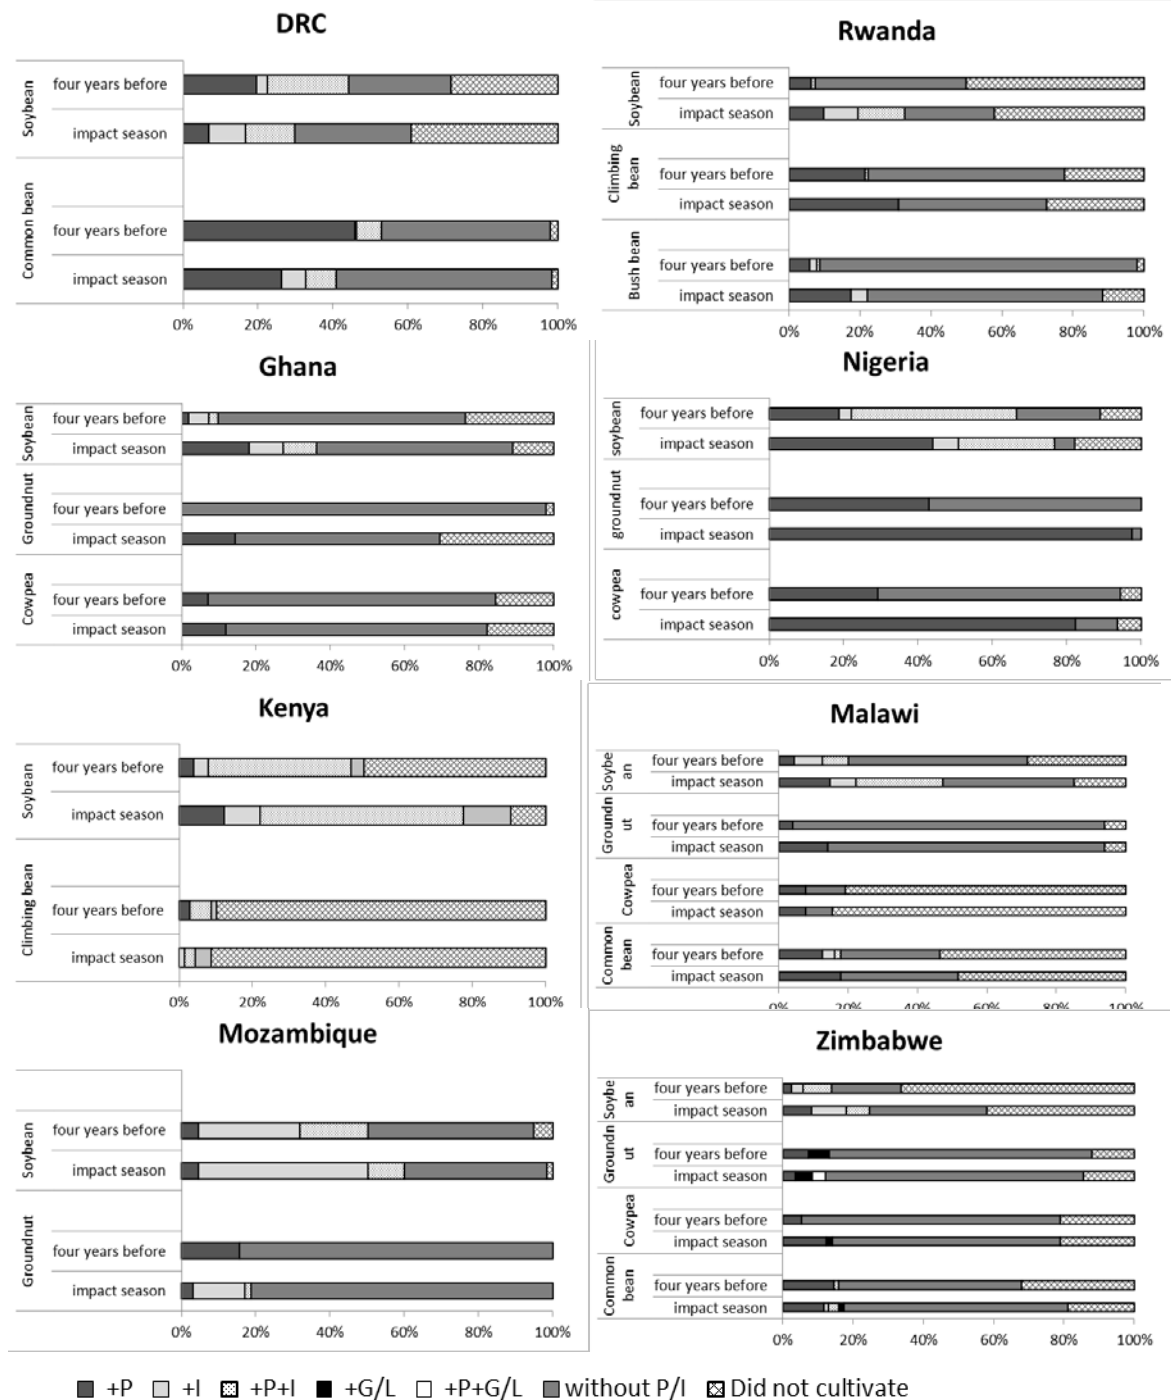 DRC
Soybean
four years before
impact season
Common bean
four years before
impact season
0% 20% 40% 60% 80% 100%
Rwanda
Soybean
four years before
impact season
Climbing
bean
four years before
impact season
Bush bean
four years before
impact season
0% 20% 40% 60% 80% 100%
Ghana
Soybean
four years before
impact season
Groundnut
four years before
impact season
Cowpea
four years before
impact season
0% 20% 40% 60% 80% 100%
Nigeria
soybean
four years before
impact season
groundnut
four years before
impact season
cowpea
four years before
impact season
0% 20% 40% 60% 80% 100%
Kenya
Soybean
four years before
impact season
Climbing bean
four years before
impact season
0% 20% 40% 60% 80% 100%
Malawi
Soybe
an
four years before
impact season
Groundn
ut
four years before
impact season
Cowpea
four years before
impact season
Common
bean
four years before
impact season
0% 20% 40% 60% 80% 100%
Mozambique
Soybean
four years before
impact season
Groundnut
four years before
impact season
0% 20% 40% 60% 80% 100%
Zimbabwe
Soybe
an
four years before
impact season
Groundn
ut
four years before
impact season
Cowpea
four years before
impact season
Common
bean
four years before
impact season
0% 20% 40% 60% 80% 100%
+P +I +P+I +G/L +P+G/L without P/I Did not cultivate